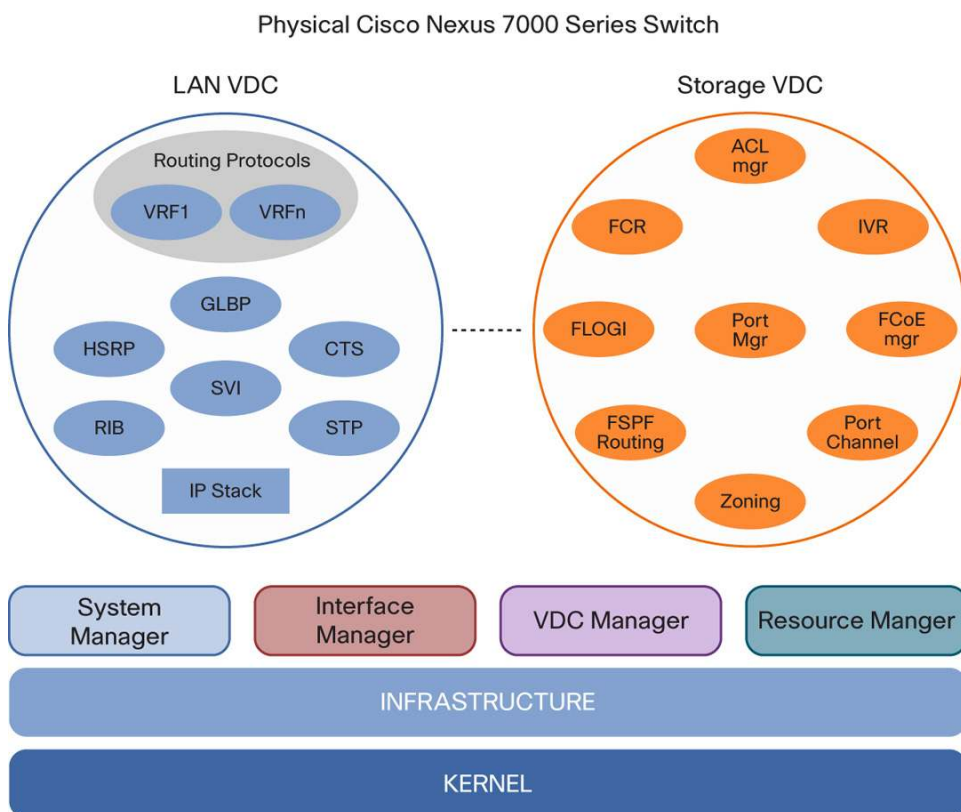 Physical Cisco Nexus 7000 Series Switch
LAN VDC
Storage VDC
Routing Protocols
VRF1
VRFn
GLBP
HSRP
CTS
SVI
RIB
STP
IP Stack
ACL
mgr
FCR
IVR
FLOGI
Port
Mgr
FCoE
mgr
FSPF
Routing
Port
Channel
Zoning
System
Manager
Interface
Manager
VDC Manager
Resource Manger
INFRASTRUCTURE
KERNEL